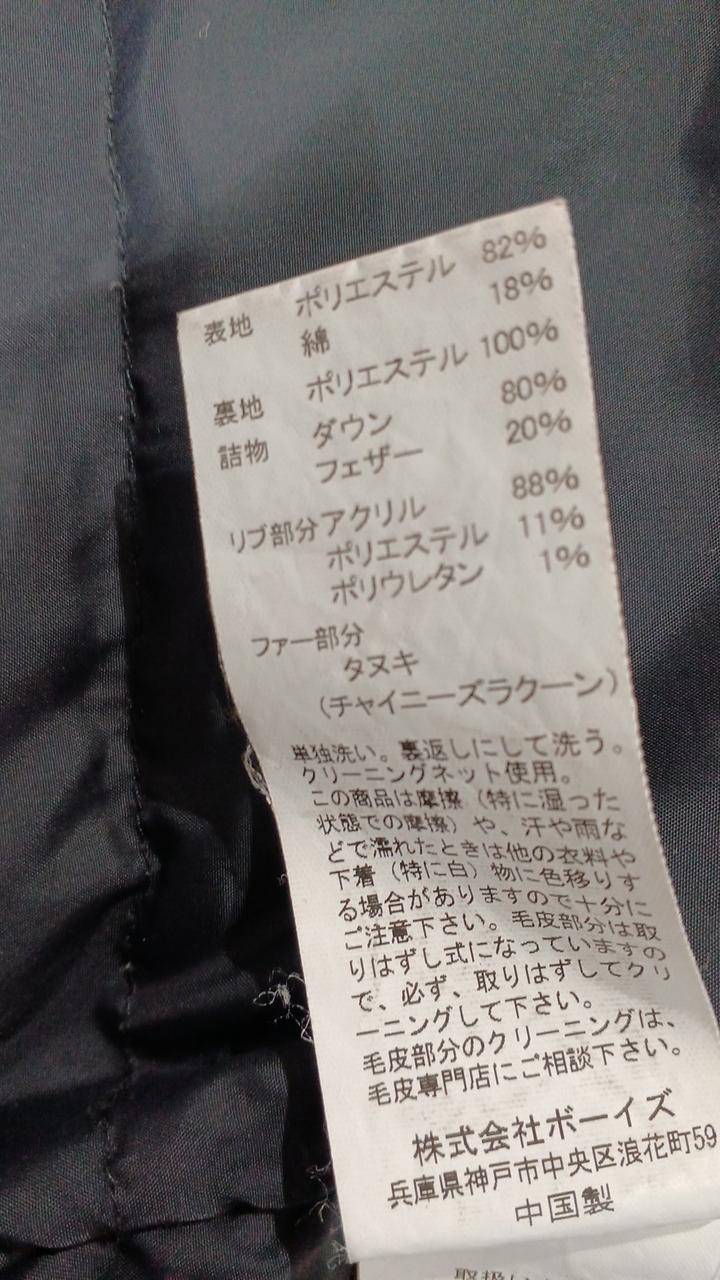 表地 ポリエステル 82%
綿 18%
裏地 ポリエステル 100%
詰物 ダウン 80%
フェザー 20%
リブ部分アクリル 88%
ポリエステル 11%
ポリウレタン 1%
ファー部分
タヌキ
(チャイニーズラクーン)
単独洗い。裏返しにして洗う。
クリーニングネット使用。
この商品は摩擦(特に湿った
状態での摩擦)や、汗や雨な
どで濡れたときは他の衣料や
下着(特に白)物に色移りす
る場合がありますので十分に
ご注意下さい。毛皮部分は取
りはずし式になっていますの
で、必ず、取りはずしてクリ
ーニングして下さい。
毛皮部分のクリーニングは、
毛皮専門店にご相談下さい。
株式会社ボーイズ
兵庫県神戸市中央区浪花町59
中国製
取扱い